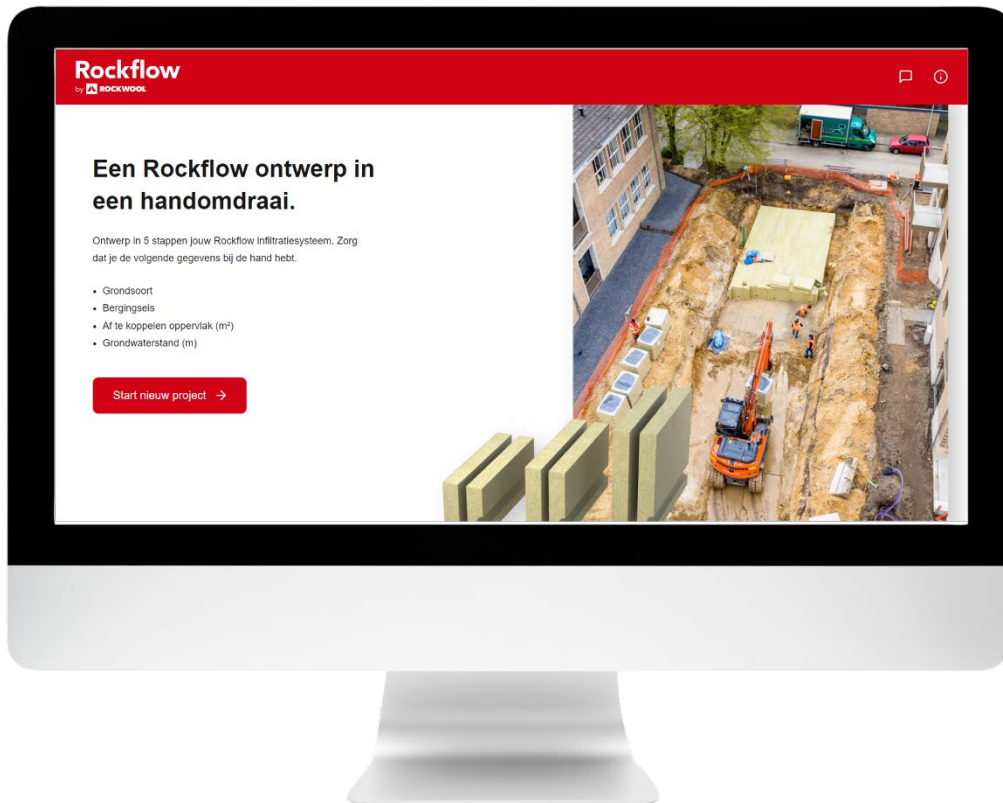 Rockflow
by ROCKWOOL
Een Rockflow ontwerp in
een handomdraai.
Ontwerp in 5 stappen jouw Rockflow infiltratiesysteem. Zorg
dat je de volgende gegevens bij de hand hebt.
• Grondsoort
• Bergingseis
• Af te koppelen oppervlak (m²)
• Grondwaterstand (m)
Start nieuw project →